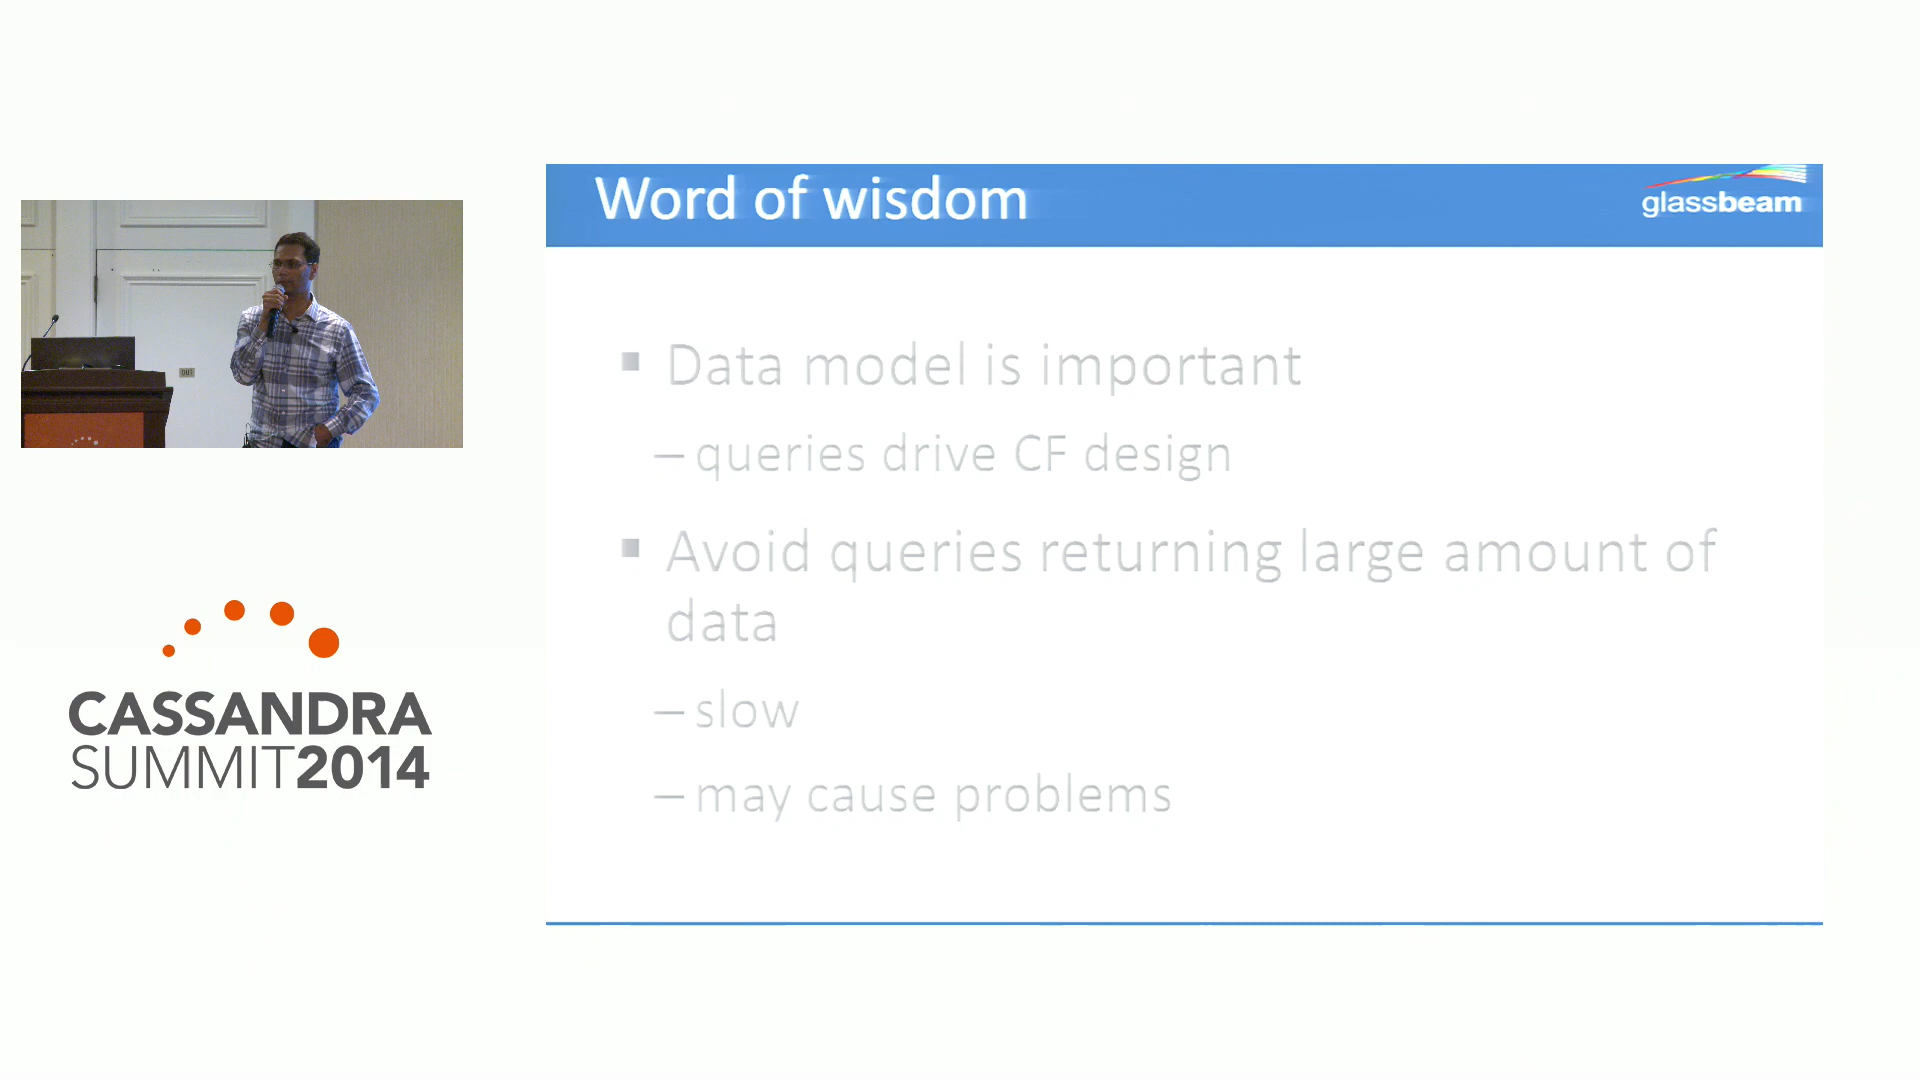 Word of wisdom
glassbeam
▪ Data model is important
– queries drive CF design
▪ Avoid queries returning large amount of
data
– slow
– may cause problems
OUT
CASSANDRA
SUMMIT2014